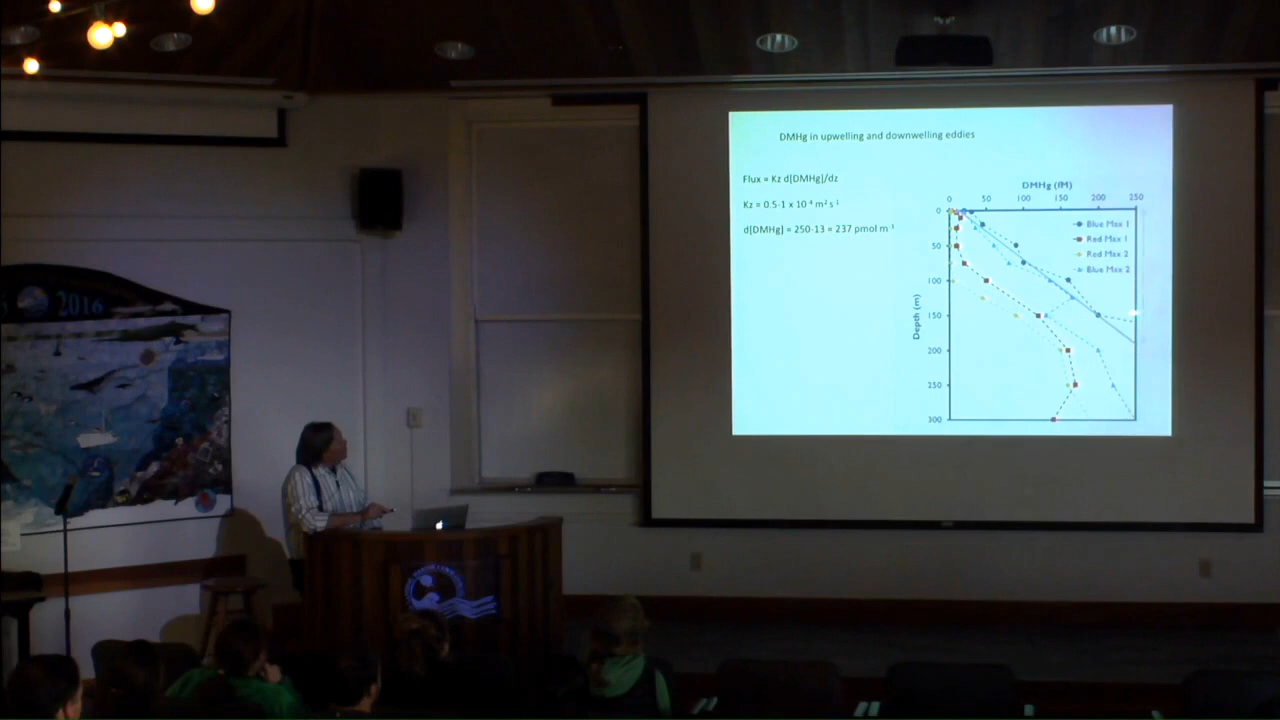 DMHg in upwelling and downwelling eddies
Flux = Kz d[DMHg]/dz
Kz = 0.5-1 x 10⁻⁴ m² s⁻¹
d[DMHg] = 250-13 = 237 pmol m⁻³
DMHg (fM)
0 50 100 150 200 250
0
50
100
150
200
250
300
Depth (m)
Blue Max 1
Red Max 1
Red Max 2
Blue Max 2
2016